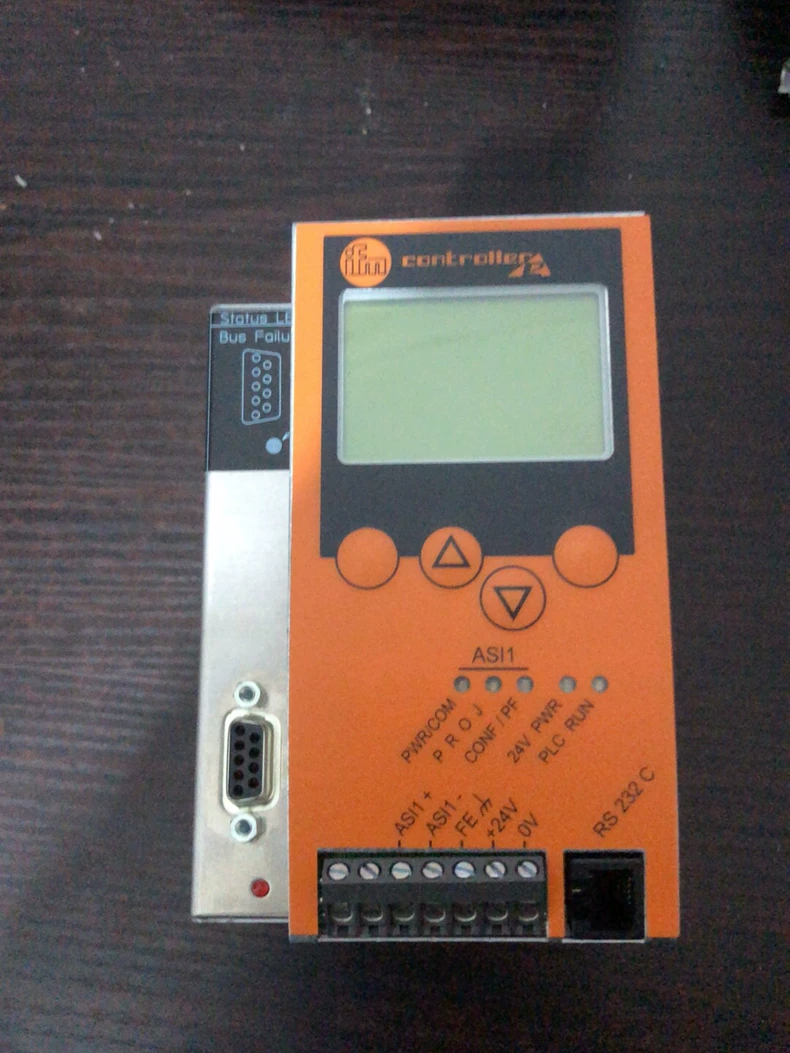 ifm controller e
Status LE
Bus Failu
ASI1
PWR/COM
PROJ
CONF/PF
24V PWR
PLC RUN
ASI1 +
ASI1 -
FE
+24V
0V
RS 232 C